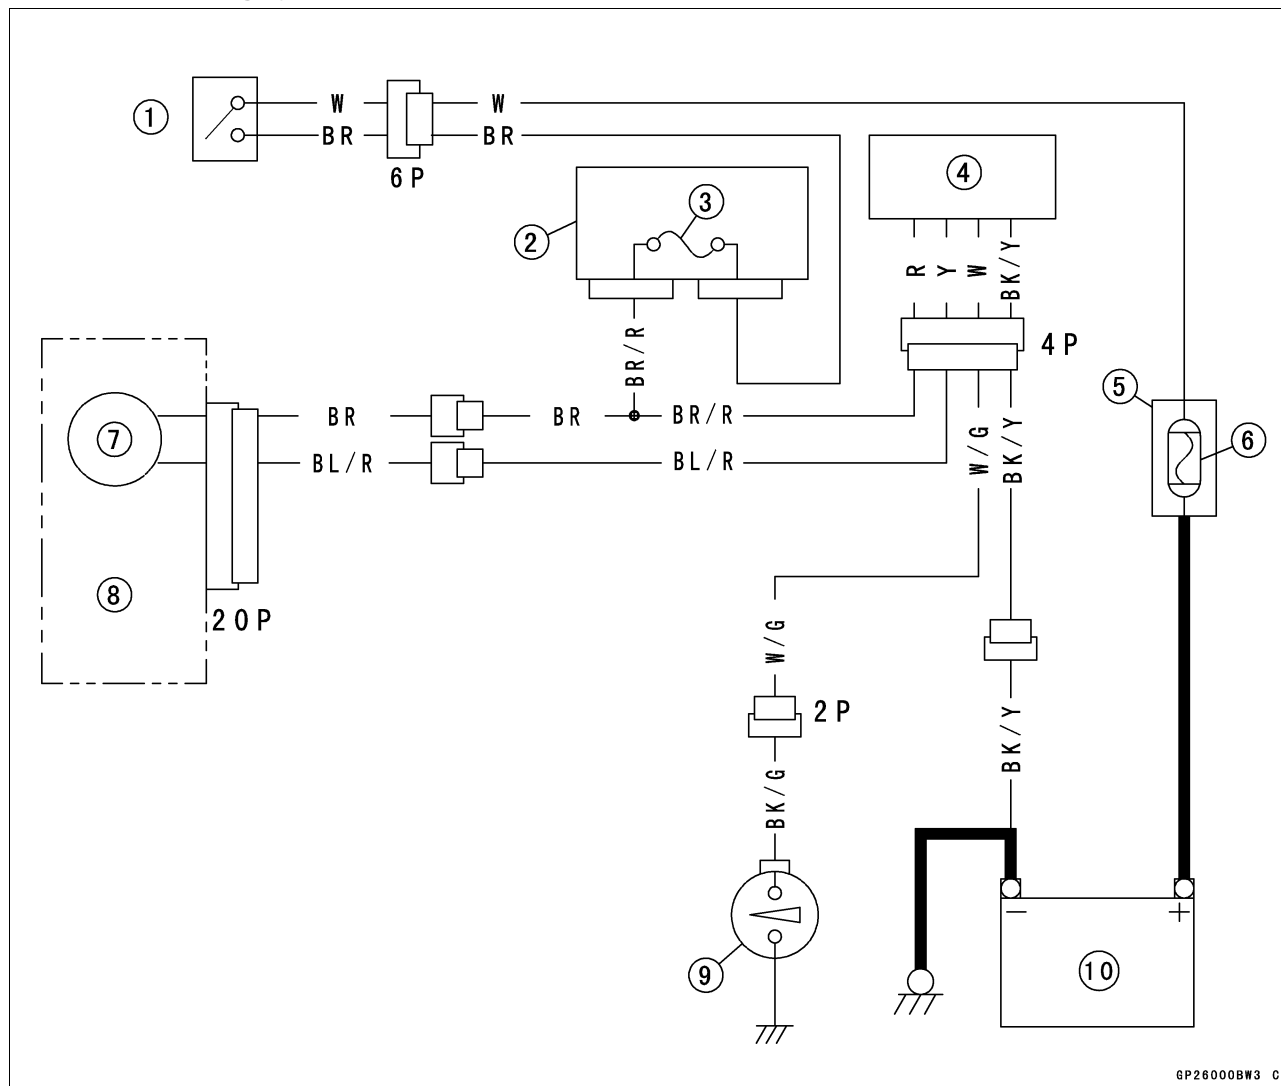 W W
1
BR BR
6P
4
3
2
R Y W BK/Y
BR/R
4P
5
BR BR BR/R
6
7
BL/R BL/R
W/G BK/Y
8
20P
W/G
2P
BK/Y
BK/G
9
10
− +
GP26000BW3 C